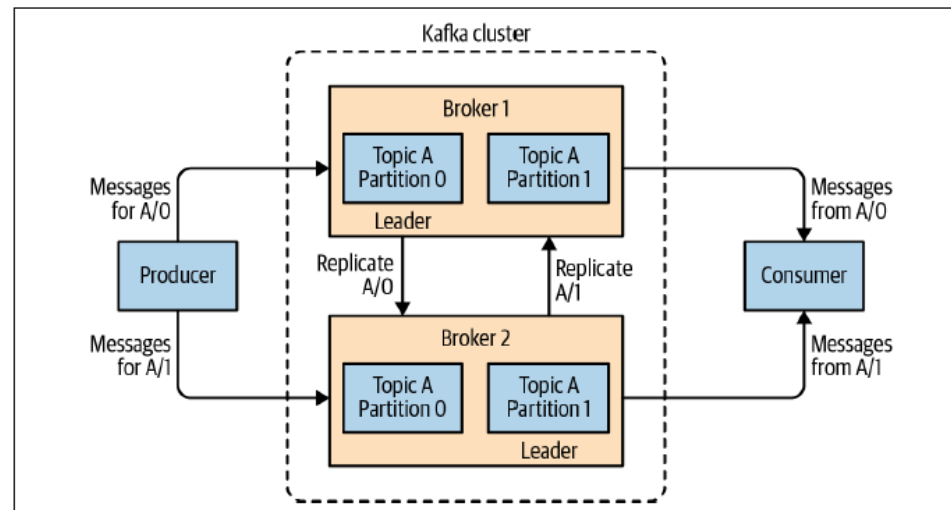 Kafka cluster
Broker 1
Topic A
Partition 0
Topic A
Partition 1
Leader
Messages
for A/0
Messages
from A/0
Producer
Replicate
A/0
Replicate
A/1
Consumer
Messages
for A/1
Messages
from A/1
Broker 2
Topic A
Partition 0
Topic A
Partition 1
Leader